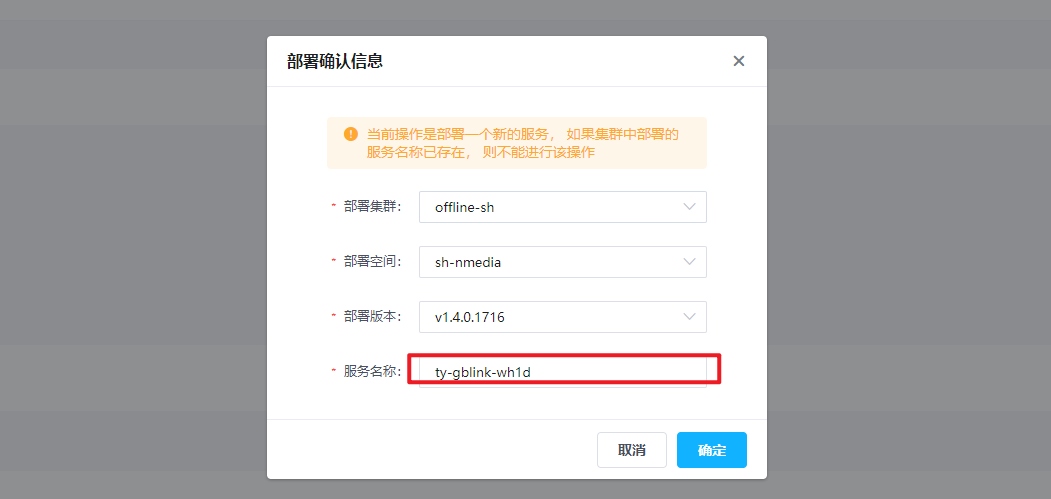 部署确认信息
当前操作是部署一个新的服务， 如果集群中部署的
服务名称已存在， 则不能进行该操作
* 部署集群： offline-sh
* 部署空间： sh-nmedia
* 部署版本： v1.4.0.1716
* 服务名称： ty-gblink-wh1d
取消 确定